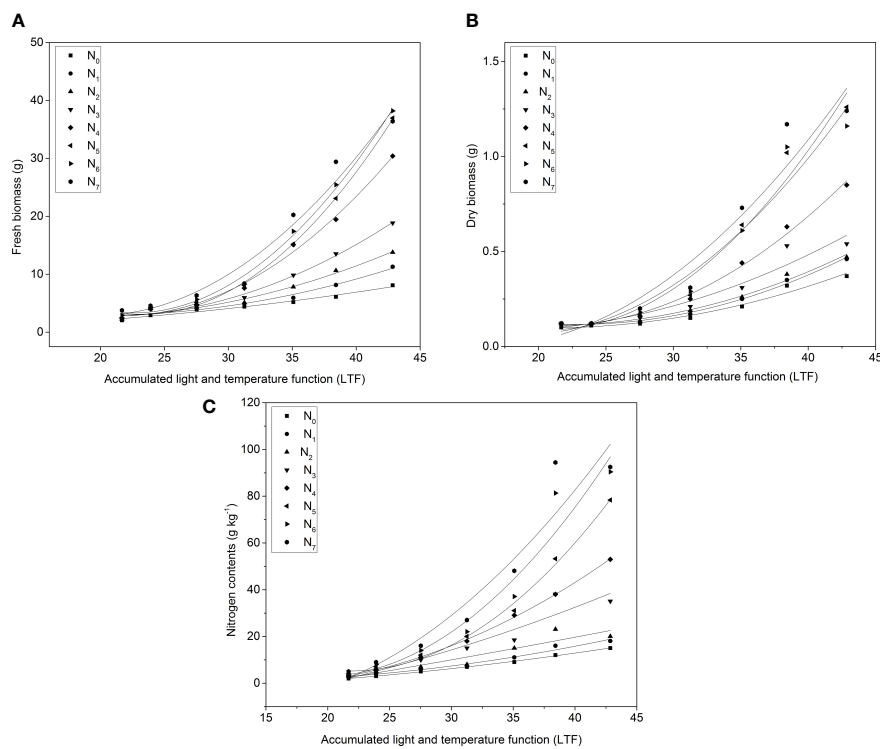 A
50
40
30
20
10
0
Fresh biomass (g)
N₀
N₁
N₂
N₃
N₄
N₅
N₆
N₇
20 25 30 35 40 45
Accumulated light and temperature function (LTF)
B
1.5
1.0
0.5
0.0
Dry biomass (g)
N₀
N₁
N₂
N₃
N₄
N₅
N₆
N₇
20 25 30 35 40 45
Accumulated light and temperature function (LTF)
C
120
100
80
60
40
20
0
Nitrogen contents (g kg⁻¹)
N₀
N₁
N₂
N₃
N₄
N₅
N₆
N₇
15 20 25 30 35 40 45
Accumulated light and temperature function (LTF)